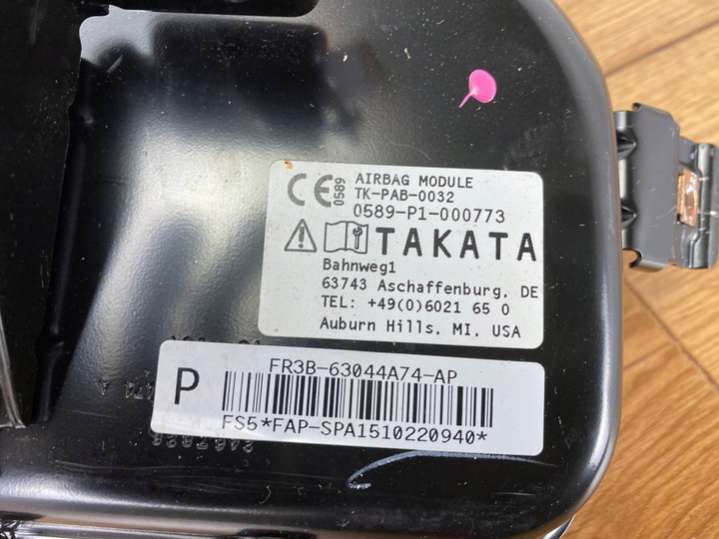 CE 0589
AIRBAG MODULE
TK-PAB-0032
0589-P1-000773
TAKATA
Bahnweg1
63743 Aschaffenburg, DE
TEL: +49(0)6021 65 0
Auburn Hills, MI, USA
P
FR3B-63044A74-AP
FS5*FAP-SPA1510220940*